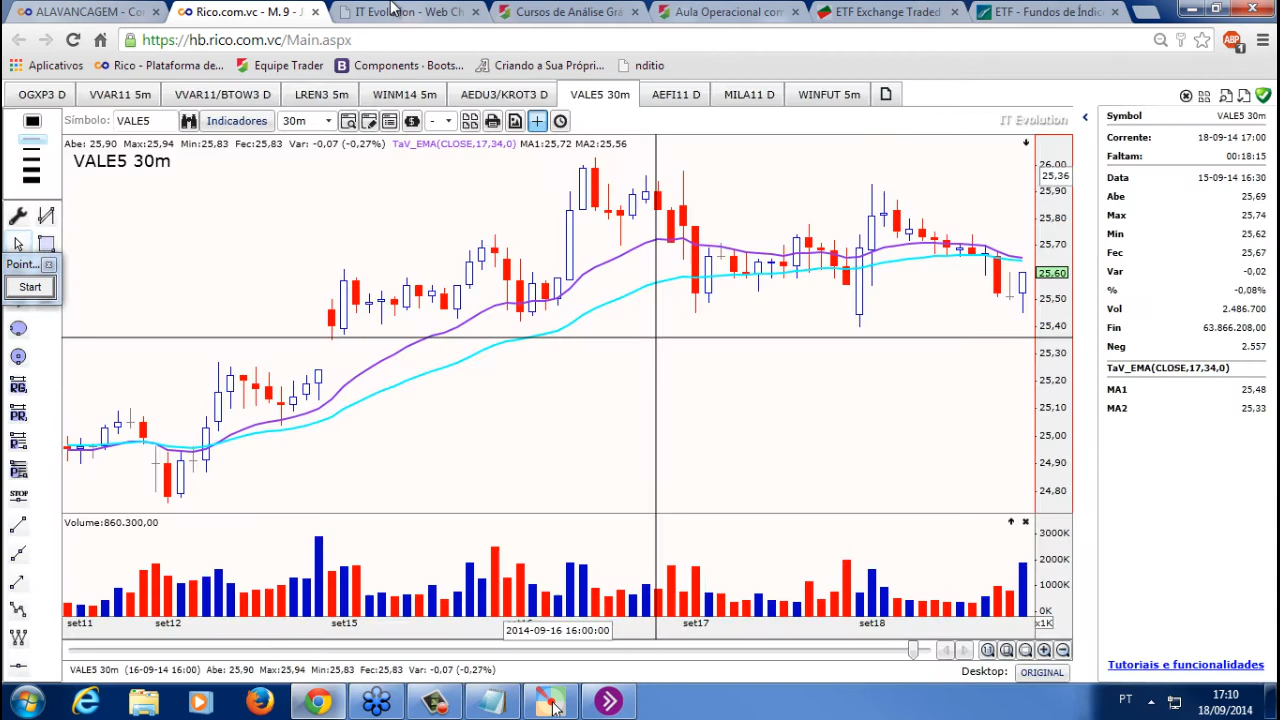 ALAVANCAGEM - Co
Rico.com.vc - M. 9 - J
IT Evolution - Web Ch
Cursos de Análise Grá
Aula Operacional com
ETF Exchange Traded
ETF - Fundos de Índic
https://hb.rico.com.vc/Main.aspx
ABP
1
Aplicativos
Rico - Plataforma de...
Equipe Trader
Components · Boots...
Criando a Sua Própri...
nditio
OGXP3 D
VVAR11 5m
VVAR11/BTOW3 D
LREN3 5m
WINM14 5m
AEDU3/KROT3 D
VALE5 30m
AEFI11 D
MILA11 D
WINFUT 5m
Símbolo:
VALE5
Indicadores
30m
-
IT Evolution
Abe: 25,90 Max:25,94 Min:25,83 Fec:25,83 Var: -0,07 (-0,27%) TaV_EMA(CLOSE,17,34,0) MA1:25,72 MA2:25,56
VALE5 30m
26.00
25,36
25.80
25.70
25.60
25.50
25.40
25.30
25.20
25.10
25.00
24.90
24.80
Point...
Start
RG
PR
STOP
Volume:860.300,00
3000K
2000K
1000K
0K
x1K
set11
set12
set15
set17
set18
2014-09-16 16:00:00
VALE5 30m (16-09-14 16:00) Abe: 25,90 Max:25,94 Min:25,83 Fec:25,83 Var: -0,07 (-0,27%)
Desktop:
ORIGINAL
Symbol VALE5 30m
Corrente: 18-09-14 17:00
Faltam: 00:18:15
Data 15-09-14 16:30
Abe 25,69
Max 25,74
Min 25,62
Fec 25,67
Var -0,02
% -0,08%
Vol 2.486.700
Fin 63.866.208,00
Neg 2.557
TaV_EMA(CLOSE,17,34,0)
MA1 25,48
MA2 25,33
Tutoriais e funcionalidades
PT
17:10
18/09/2014